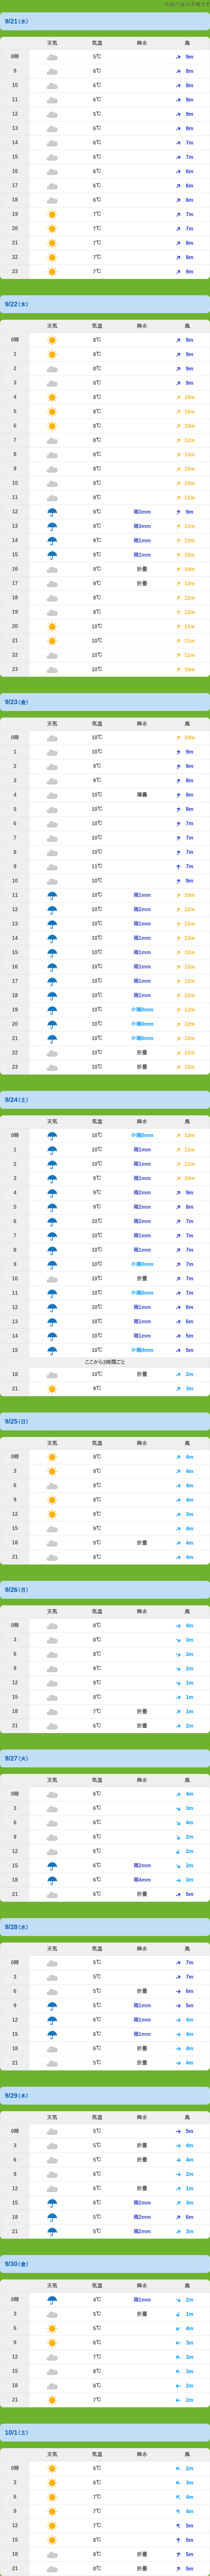 9/21(水)
天気 気温 降水 風
8時 5℃ 9m
9 6℃ 8m
10 6℃ 8m
11 6℃ 9m
12 5℃ 9m
13 6℃ 8m
14 6℃ 7m
15 6℃ 7m
16 6℃ 6m
17 6℃ 6m
18 6℃ 6m
19 7℃ 7m
20 7℃ 7m
21 7℃ 8m
22 7℃ 8m
23 7℃ 9m
9/22(木)
天気 気温 降水 風
0時 8℃ 9m
1 8℃ 9m
2 8℃ 9m
3 8℃ 9m
4 8℃ 10m
5 8℃ 10m
6 8℃ 10m
7 8℃ 12m
8 8℃ 13m
9 9℃ 15m
10 9℃ 13m
11 9℃ 11m
12 9℃ 雨3mm 9m
13 9℃ 雨3mm 11m
14 9℃ 雨1mm 13m
15 9℃ 雨1mm 15m
16 9℃ 折曇 14m
17 9℃ 折曇 13m
18 9℃ 12m
19 9℃ 12m
20 10℃ 11m
21 10℃ 11m
22 10℃ 11m
23 10℃ 10m
9/23(金)
天気 気温 降水 風
0時 10℃ 10m
1 10℃ 9m
2 9℃ 9m
3 9℃ 8m
4 10℃ 薄曇 8m
5 10℃ 8m
6 10℃ 7m
7 10℃ 7m
8 10℃ 7m
9 11℃ 7m
10 10℃ 9m
11 10℃ 雨1mm 10m
12 10℃ 雨2mm 12m
13 10℃ 雨1mm 12m
14 10℃ 雨1mm 12m
15 10℃ 雨1mm 12m
16 10℃ 雨1mm 12m
17 10℃ 雨1mm 12m
18 10℃ 雨1mm 12m
19 10℃ 小雨0mm 12m
20 10℃ 小雨0mm 12m
21 10℃ 小雨0mm 12m
22 10℃ 折曇 12m
23 10℃ 折曇 12m
9/24(土)
天気 気温 降水 風
0時 10℃ 小雨0mm 12m
1 10℃ 雨1mm 11m
2 10℃ 雨1mm 11m
3 9℃ 雨1mm 10m
4 9℃ 雨2mm 9m
5 9℃ 雨2mm 8m
6 10℃ 雨2mm 7m
7 10℃ 雨1mm 7m
8 10℃ 雨1mm 7m
9 10℃ 小雨0mm 7m
10 10℃ 折曇 7m
11 10℃ 小雨0mm 7m
12 10℃ 雨1mm 6m
13 10℃ 雨1mm 6m
14 10℃ 雨1mm 5m
15 10℃ 小雨0mm 5m
ここから3時間ごと
18 10℃ 折曇 2m
21 9℃ 3m
9/25(日)
天気 気温 降水 風
0時 9℃ 4m
3 9℃ 4m
6 9℃ 4m
9 9℃ 4m
12 9℃ 3m
15 9℃ 4m
18 9℃ 折曇 4m
21 8℃ 4m
9/26(月)
天気 気温 降水 風
0時 8℃ 4m
3 8℃ 3m
6 8℃ 3m
9 9℃ 2m
12 9℃ 1m
15 8℃ 1m
18 7℃ 折曇 1m
21 6℃ 折曇 2m
9/27(火)
天気 気温 降水 風
0時 6℃ 4m
3 6℃ 3m
6 6℃ 4m
9 6℃ 2m
12 6℃ 2m
15 6℃ 雨2mm 2m
18 6℃ 雨4mm 3m
21 6℃ 折曇 5m
9/28(水)
天気 気温 降水 風
0時 5℃ 7m
3 5℃ 7m
6 5℃ 折曇 6m
9 5℃ 雨1mm 5m
12 6℃ 雨1mm 4m
15 6℃ 雨1mm 4m
18 6℃ 折曇 4m
21 5℃ 折曇 4m
9/29(木)
天気 気温 降水 風
0時 5℃ 5m
3 5℃ 折曇 4m
6 5℃ 折曇 4m
9 6℃ 2m
12 6℃ 折曇 1m
15 6℃ 雨2mm 3m
18 5℃ 雨2mm 6m
21 5℃ 雨2mm 3m
9/30(金)
天気 気温 降水 風
0時 4℃ 雨1mm 2m
3 5℃ 折曇 1m
6 5℃ 4m
9 6℃ 3m
12 7℃ 3m
15 8℃ 3m
18 8℃ 2m
21 7℃ 2m
10/1(土)
天気 気温 降水 風
0時 6℃ 2m
3 6℃ 3m
6 7℃ 4m
9 7℃ 4m
12 7℃ 5m
15 8℃ 5m
18 8℃ 折曇 5m
21 8℃ 折曇 5m